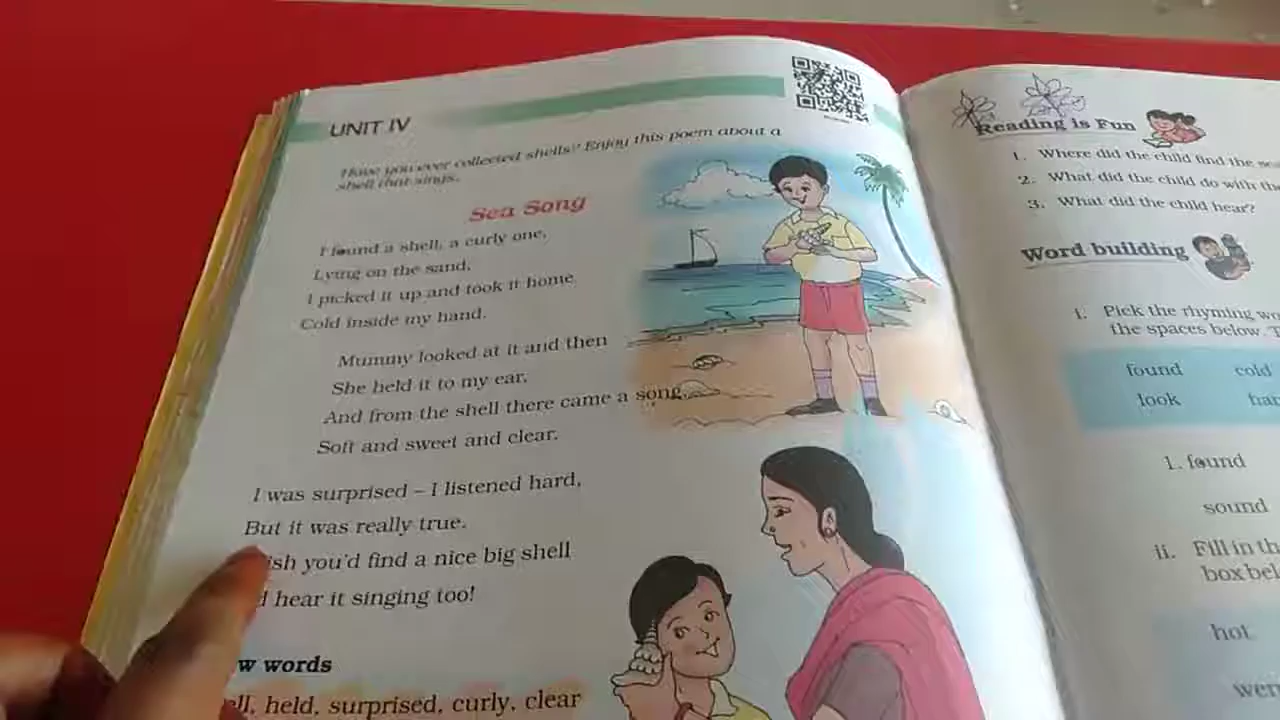 UNIT IV
Have you ever collected shells? Enjoy this poem about a
shell that sings.
Sea Song
I found a shell, a curly one,
Lying on the sand,
I picked it up and took it home
Cold inside my hand.
Mummy looked at it and then
She held it to my ear,
And from the shell there came a song,
Soft and sweet and clear.
I was surprised – I listened hard,
But it was really true.
you'd find a nice big shell
hear it singing too!
words
held, surprised, curly, clear
Reading is Fun
1. Where did the child find the
2. What did the child do with
3. What did the child hear?
Word building
i. Pick the rhyming
the spaces below.
found cold
look
1. found
sound
ii. Fill in
box
hot